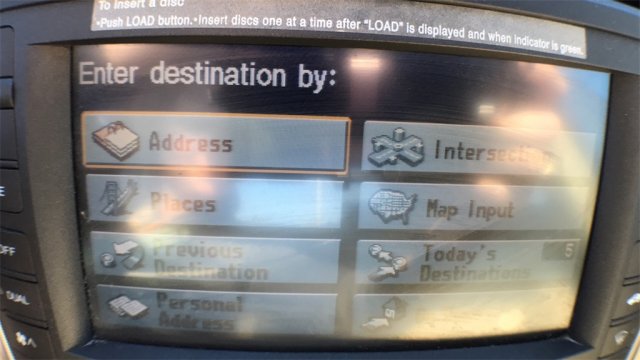 To insert a disc
•Push LOAD button.•Insert discs one at a time after "LOAD" is displayed and when indicator is green.
Enter destination by:
Address
Intersection
Places
Map Input
Previous
Destination
Today's
Destinations
5
Personal
Address
OFF
DUAL